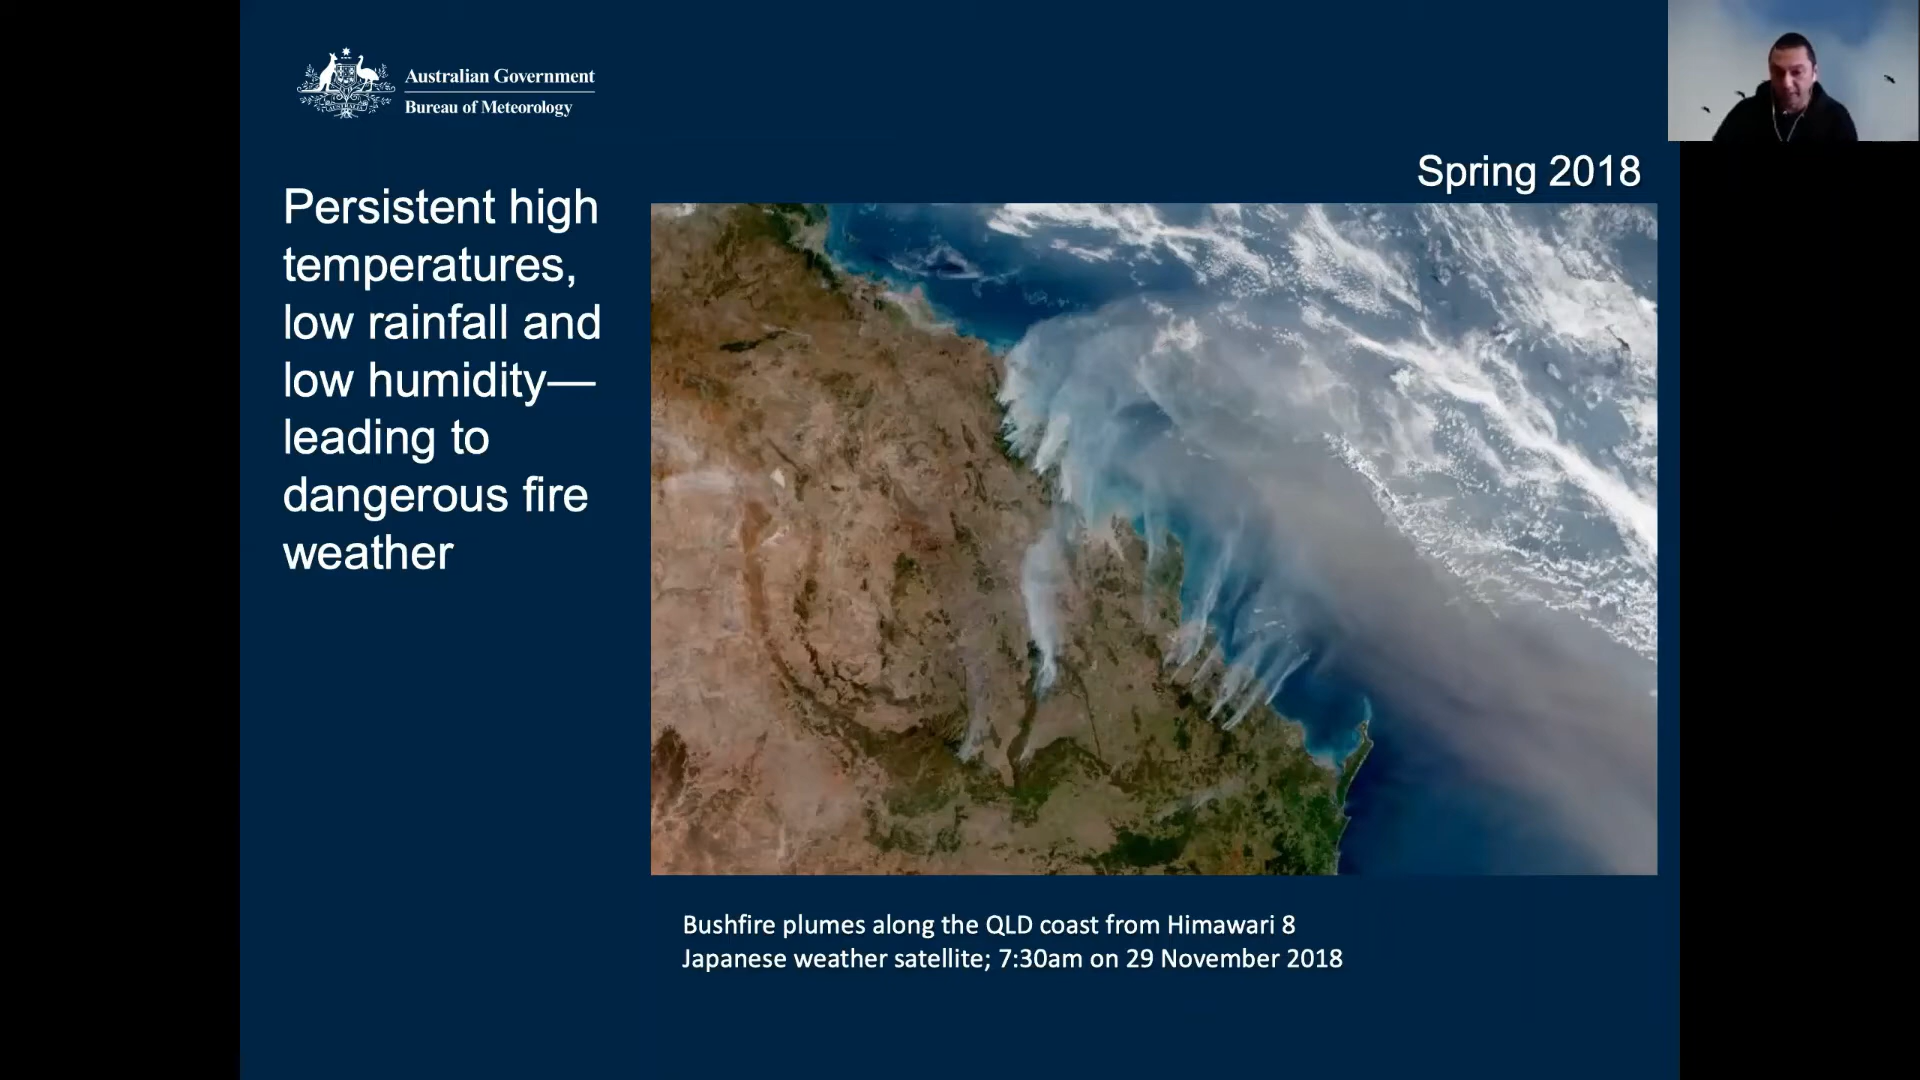 Australian Government
Bureau of Meteorology
Spring 2018
Persistent high
temperatures,
low rainfall and
low humidity—
leading to
dangerous fire
weather
Bushfire plumes along the QLD coast from Himawari 8
Japanese weather satellite; 7:30am on 29 November 2018